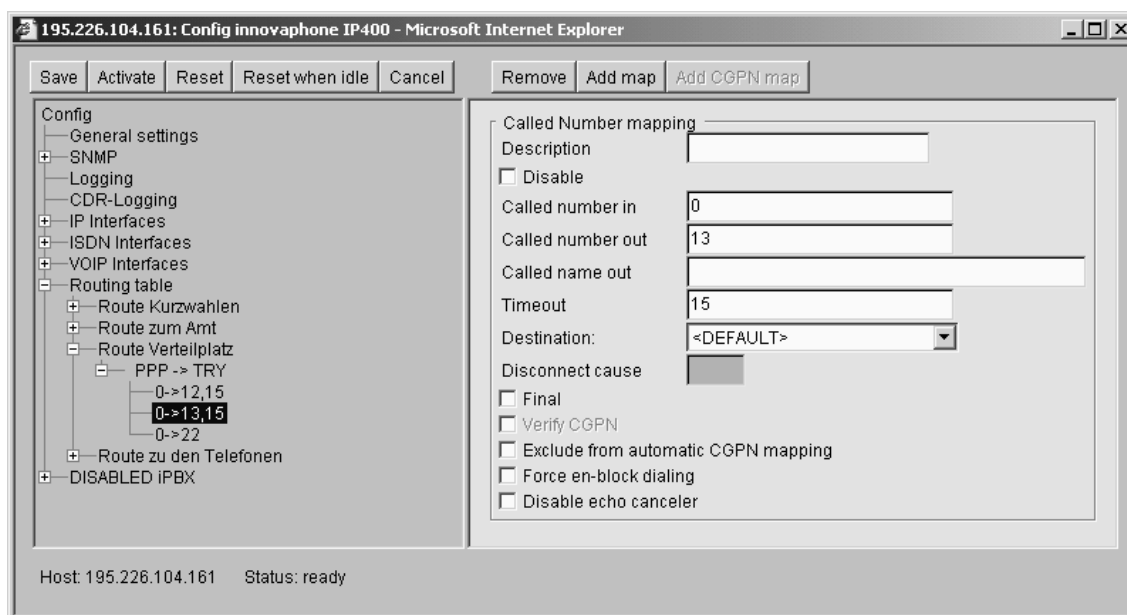 195.226.104.161: Config innovaphone IP400 - Microsoft Internet Explorer
Save Activate Reset Reset when idle Cancel Remove Add map Add CGPN map
Config
General settings
SNMP
Logging
CDR-Logging
IP Interfaces
ISDN Interfaces
VOIP Interfaces
Routing table
Route Kurzwahlen
Route zum Amt
Route Verteilplatz
PPP -> TRY
0->12,15
0->13,15
0->22
Route zu den Telefonen
DISABLED iPBX
Called Number mapping
Description
Disable
Called number in 0
Called number out 13
Called name out
Timeout 15
Destination: <DEFAULT>
Disconnect cause
Final
Verify CGPN
Exclude from automatic CGPN mapping
Force en-block dialing
Disable echo canceler
Host: 195.226.104.161 Status: ready